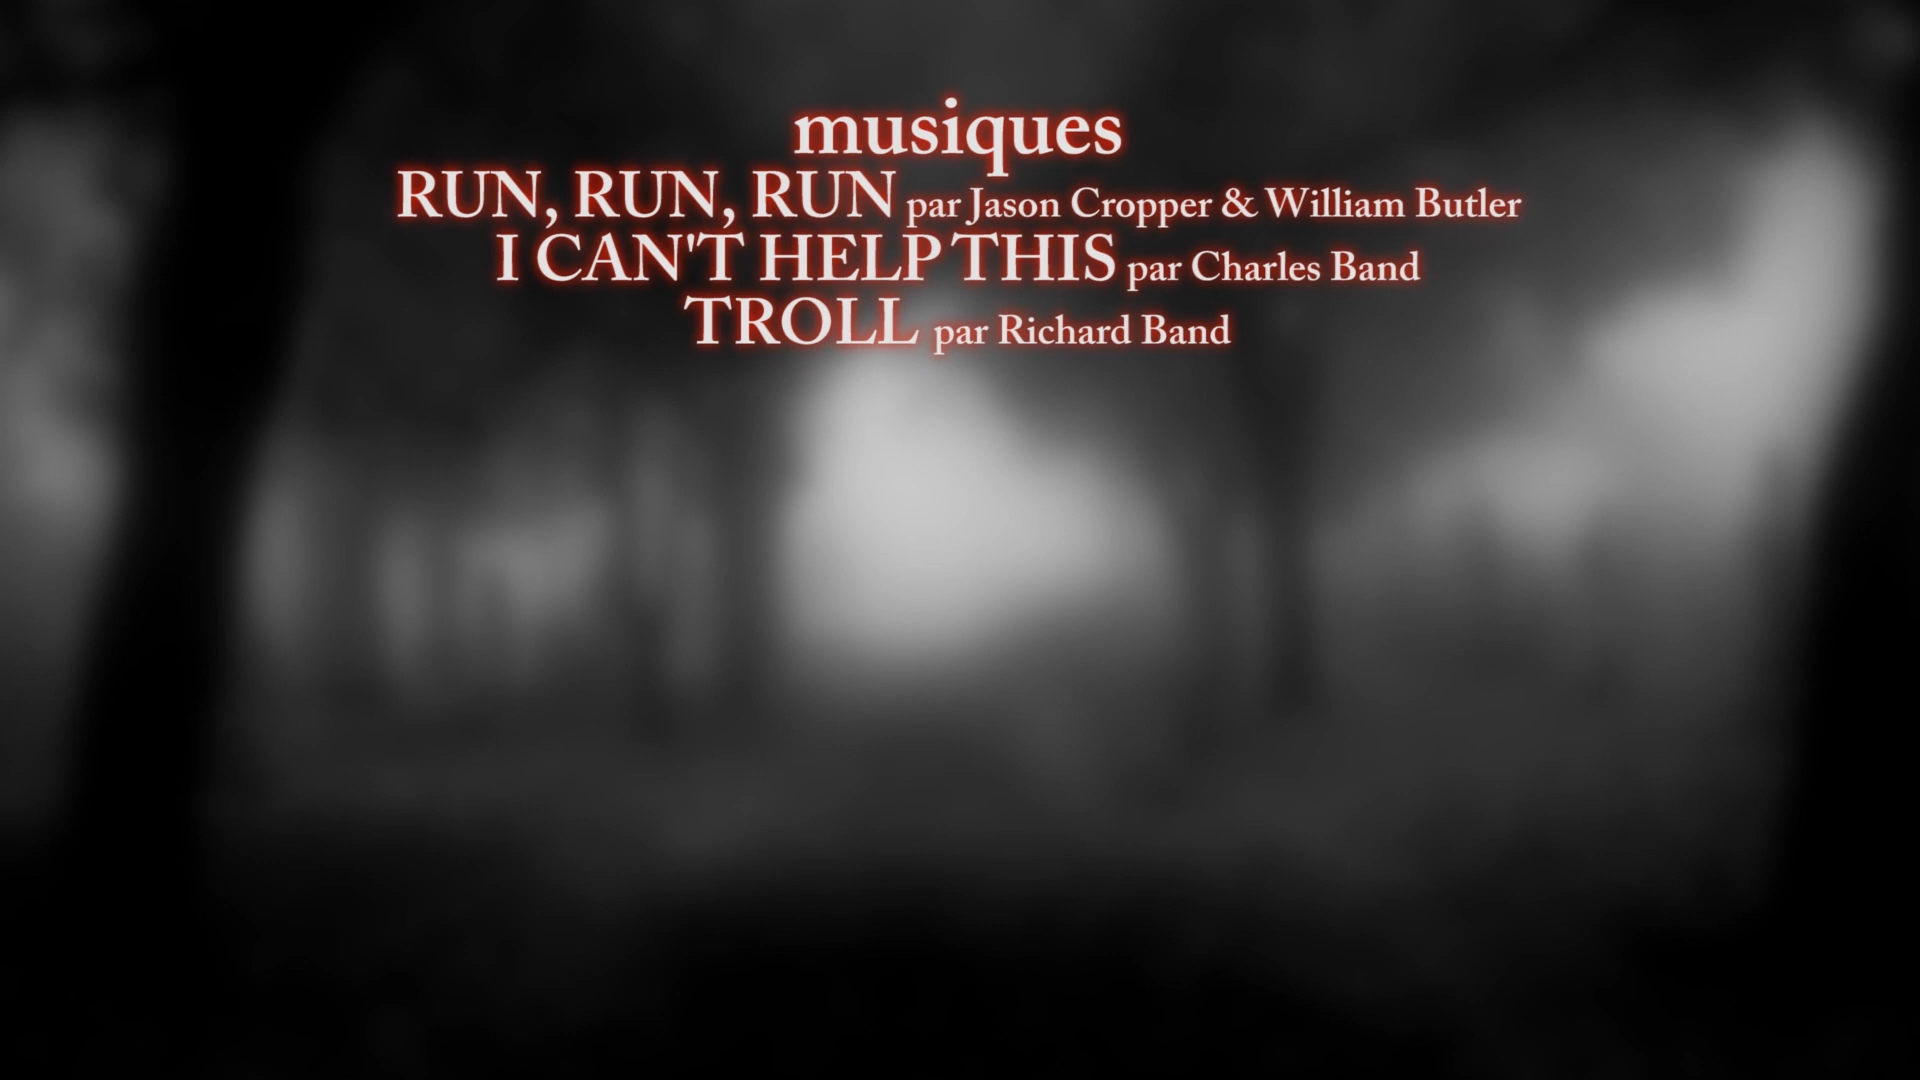 musiques
RUN, RUN, RUN par Jason Cropper & William Butler
I CAN'T HELP THIS par Charles Band
TROLL par Richard Band